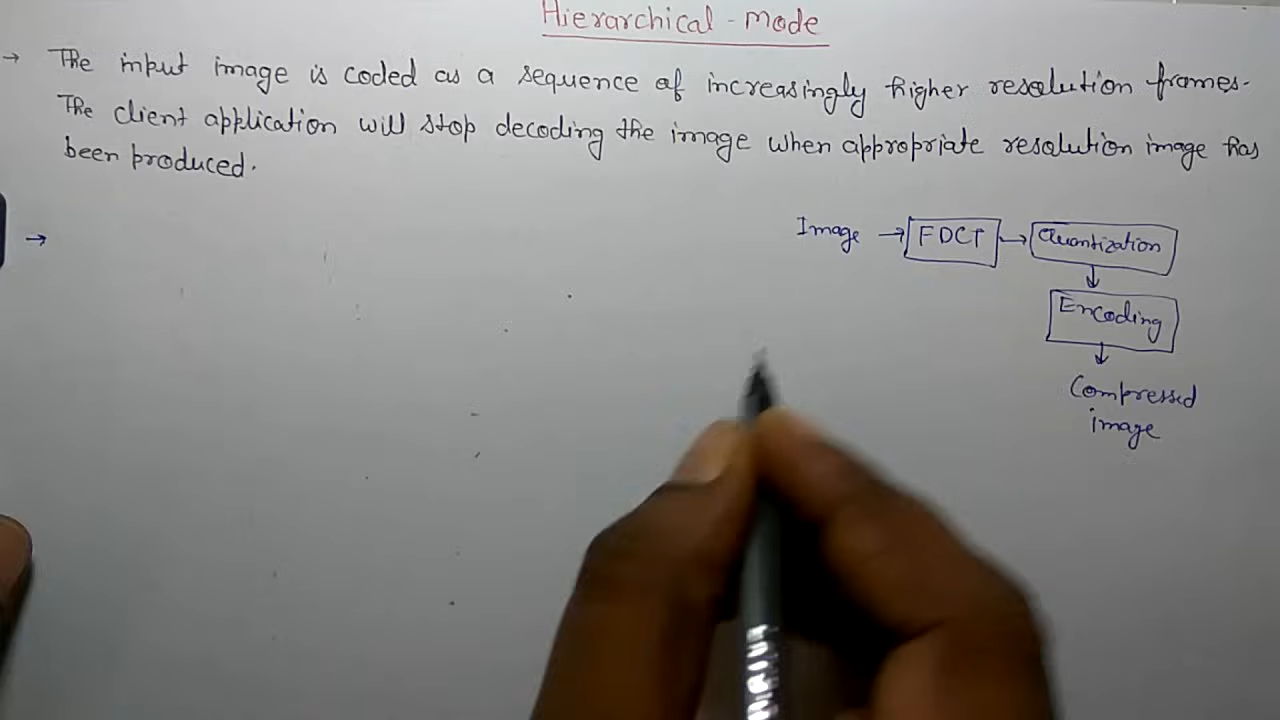 Hierarchical - mode
→ The input image is coded as a sequence of increasingly higher resolution frames.
The client application will stop decoding the image when appropriate resolution image has
been produced.
→
Image → FDCT → Quantization
↓
Encoding
↓
Compressed
image